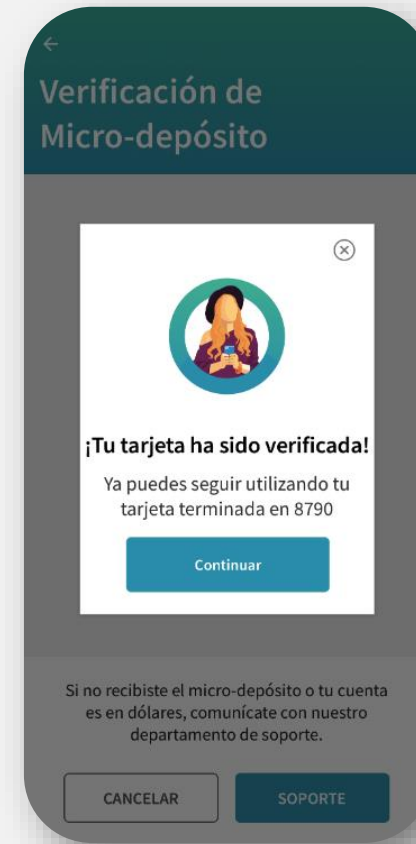 Verificación de
Micro-depósito
¡Tu tarjeta ha sido verificada!
Ya puedes seguir utilizando tu
tarjeta terminada en 8790
Continuar
Si no recibiste el micro-depósito o tu cuenta
es en dólares, comunícate con nuestro
departamento de soporte.
CANCELAR
SOPORTE